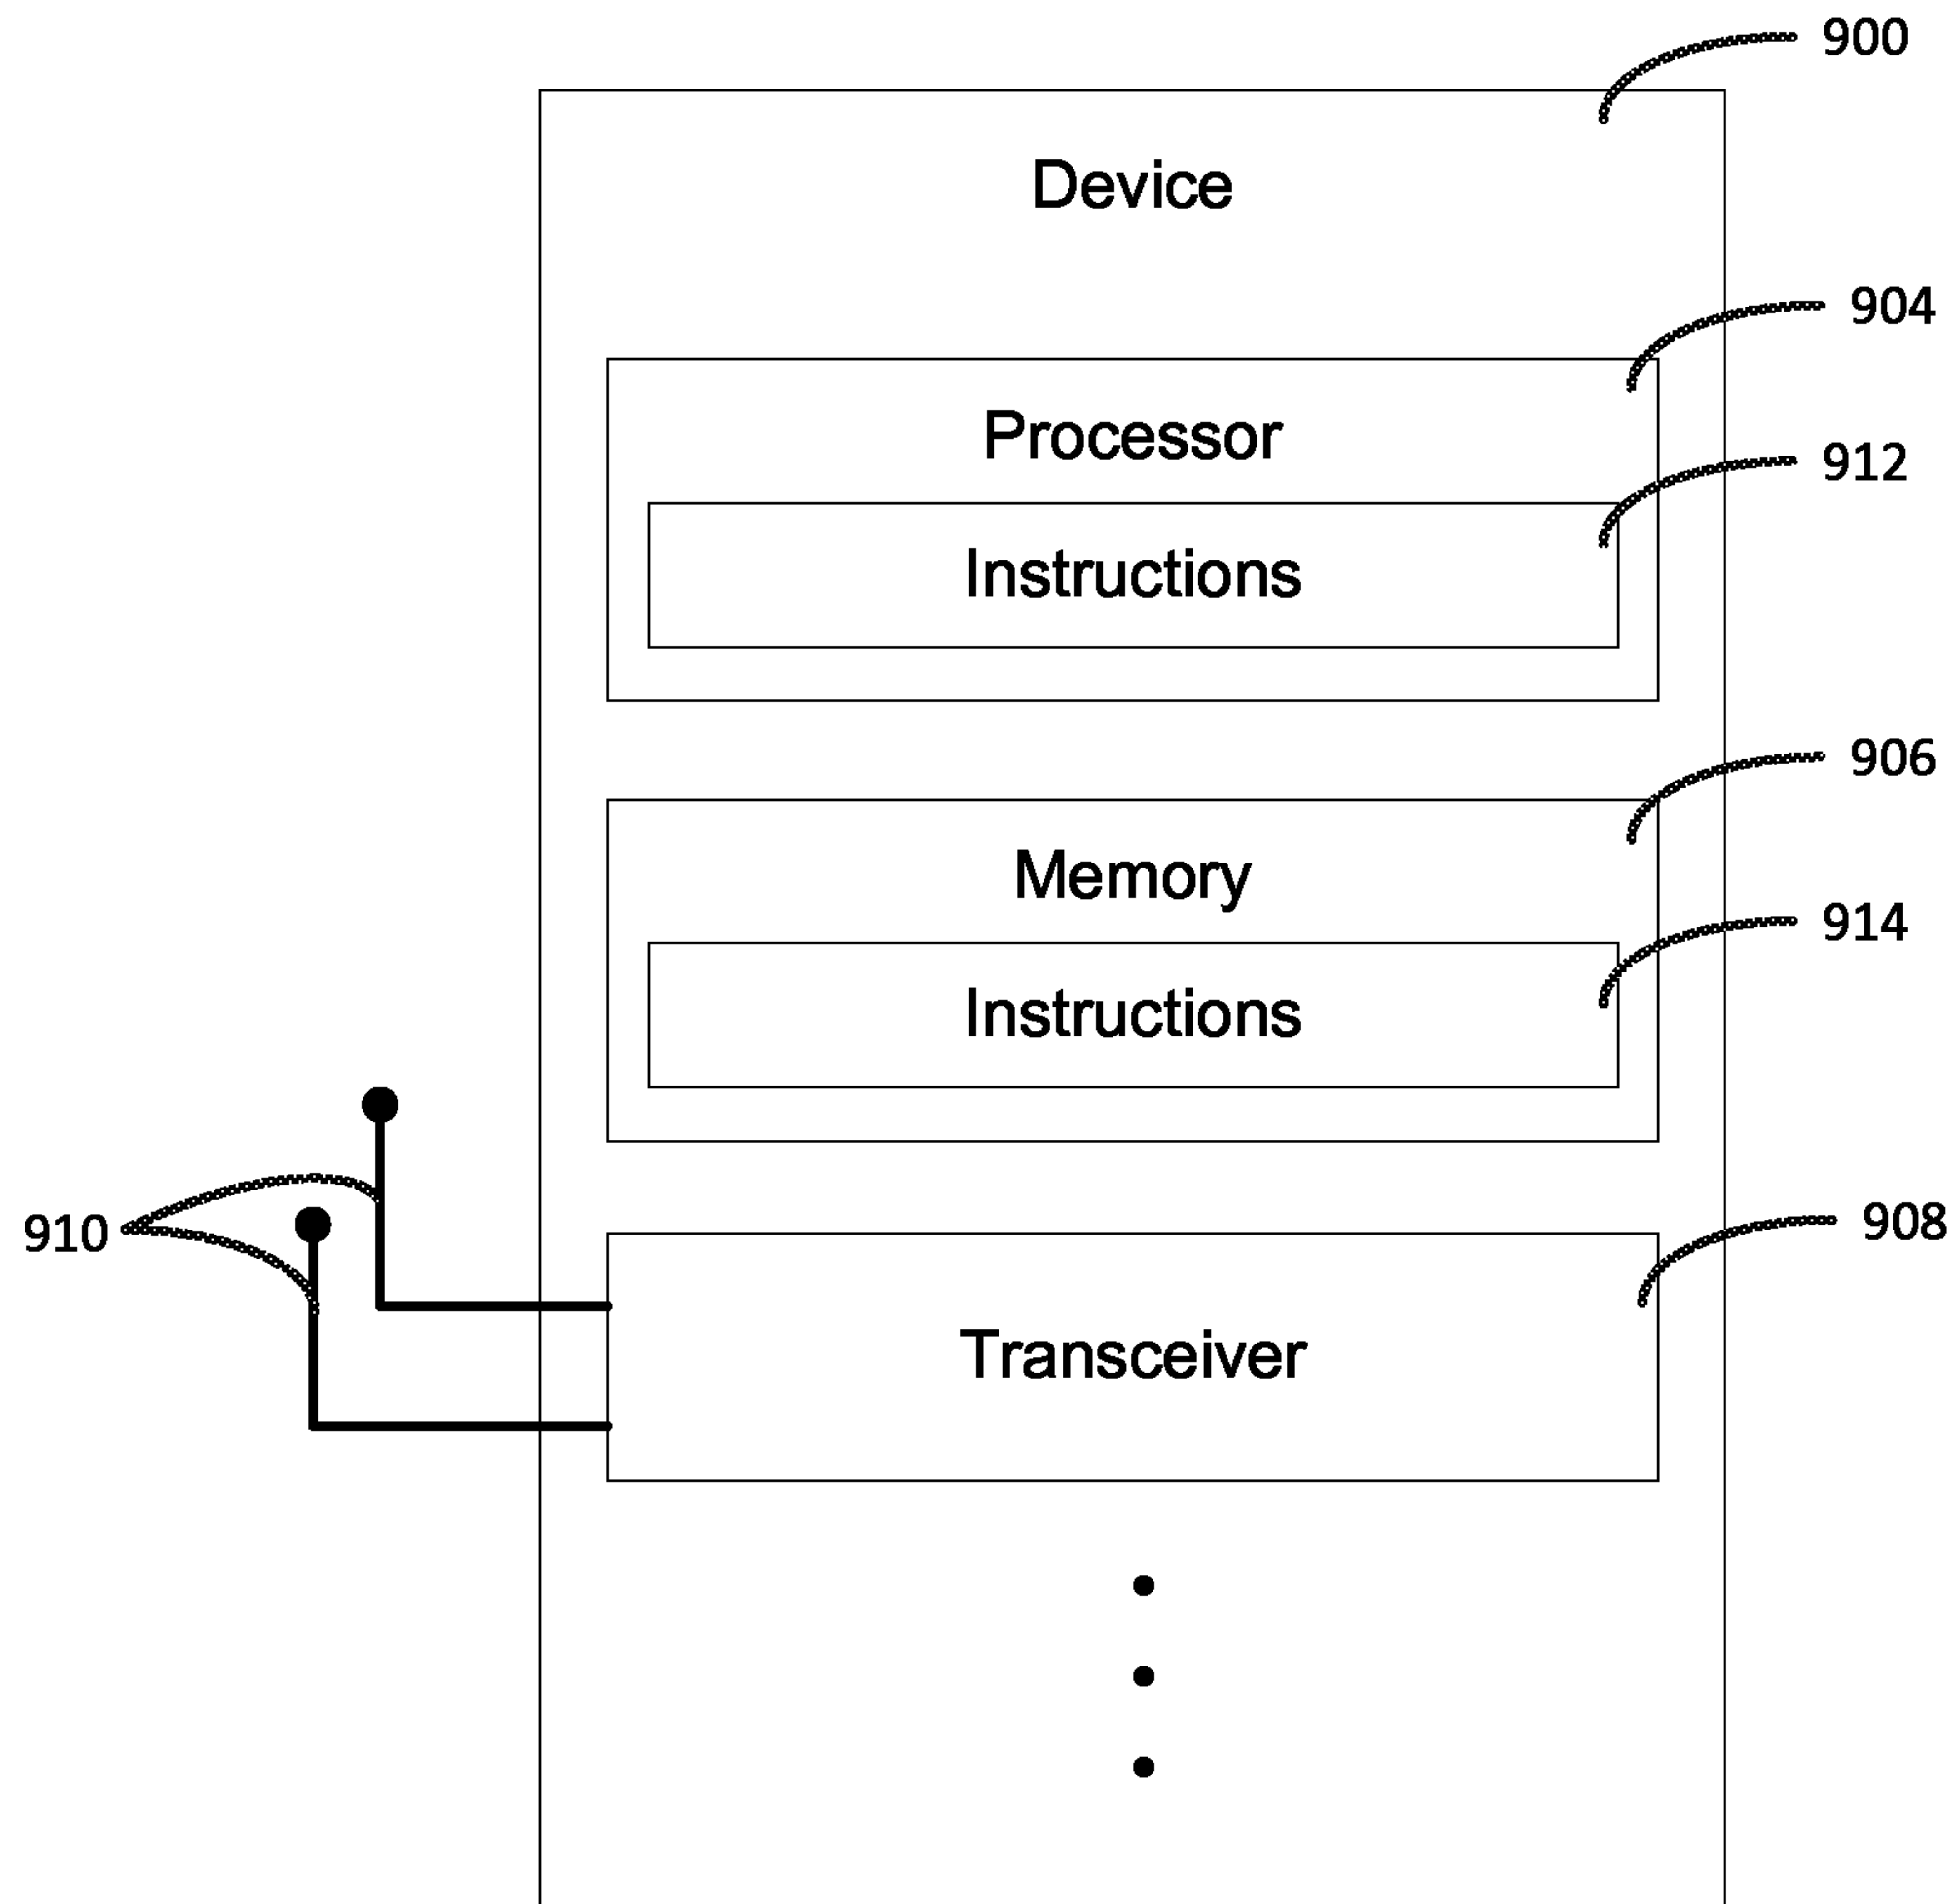 900
Device
904
Processor
912
Instructions
906
Memory
914
Instructions
910
908
Transceiver